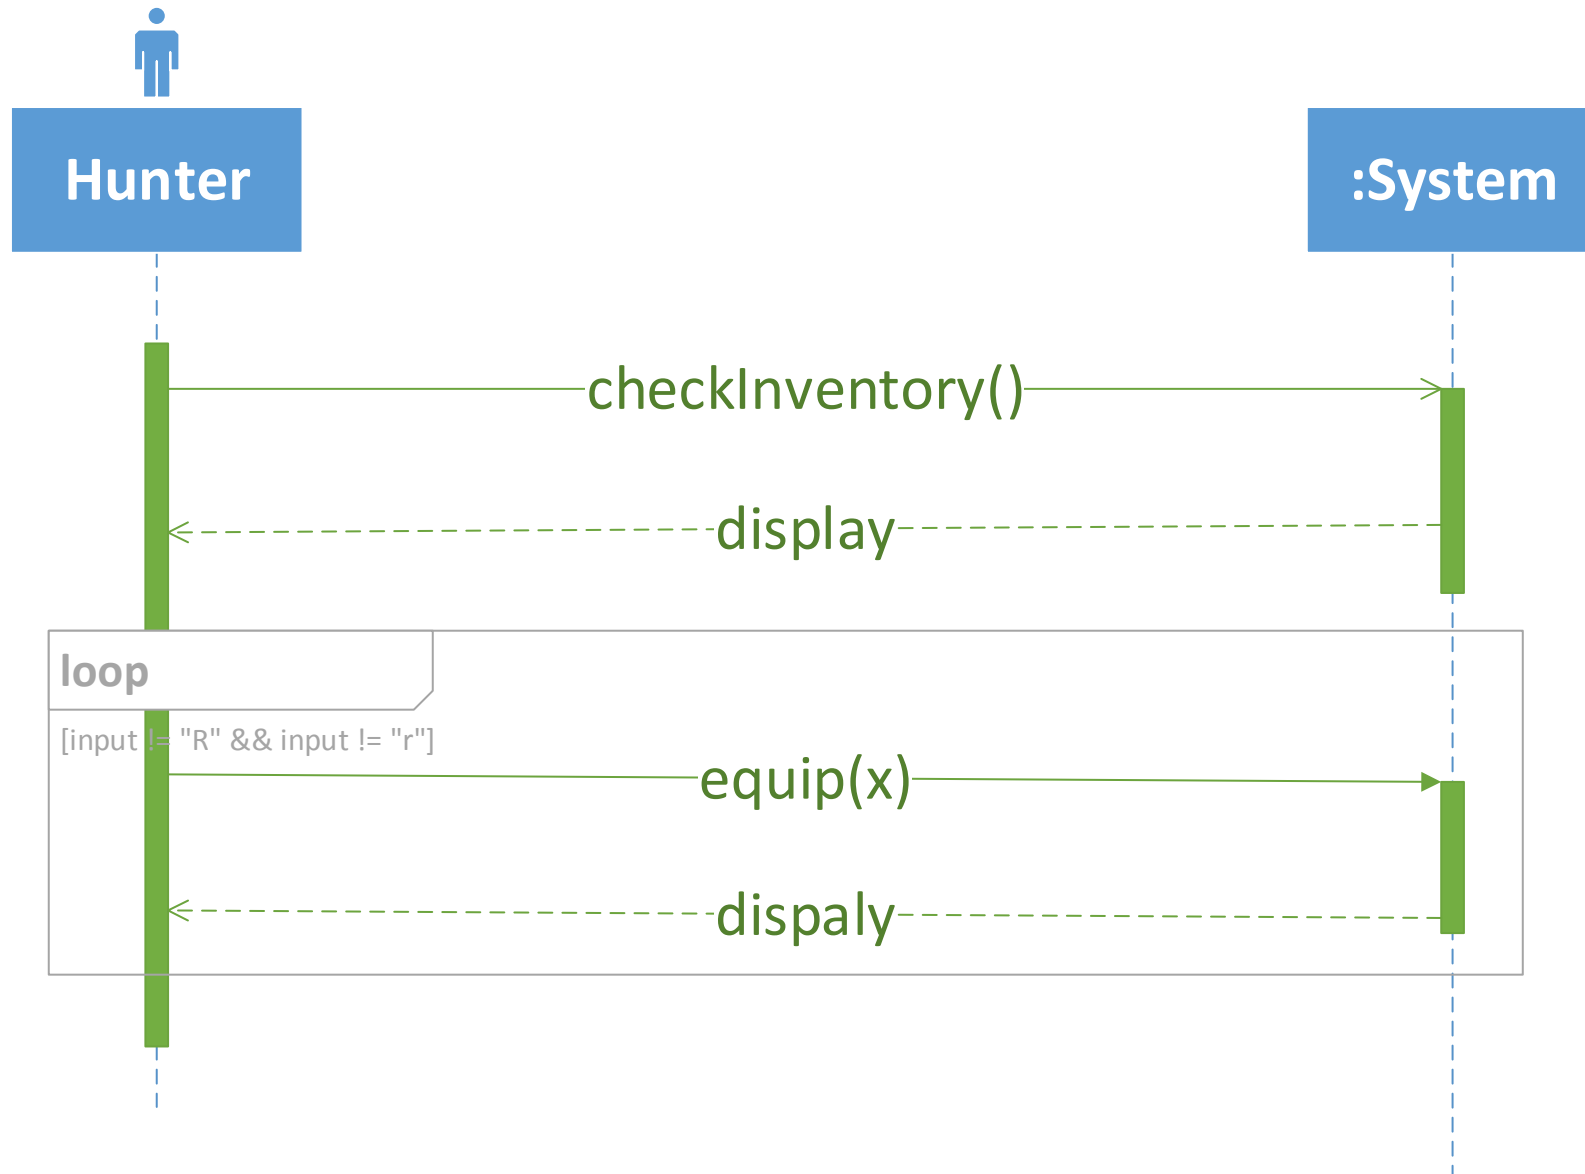 Hunter
:System
checkInventory()
display
loop
[input != "R" && input != "r"]
equip(x)
dispaly